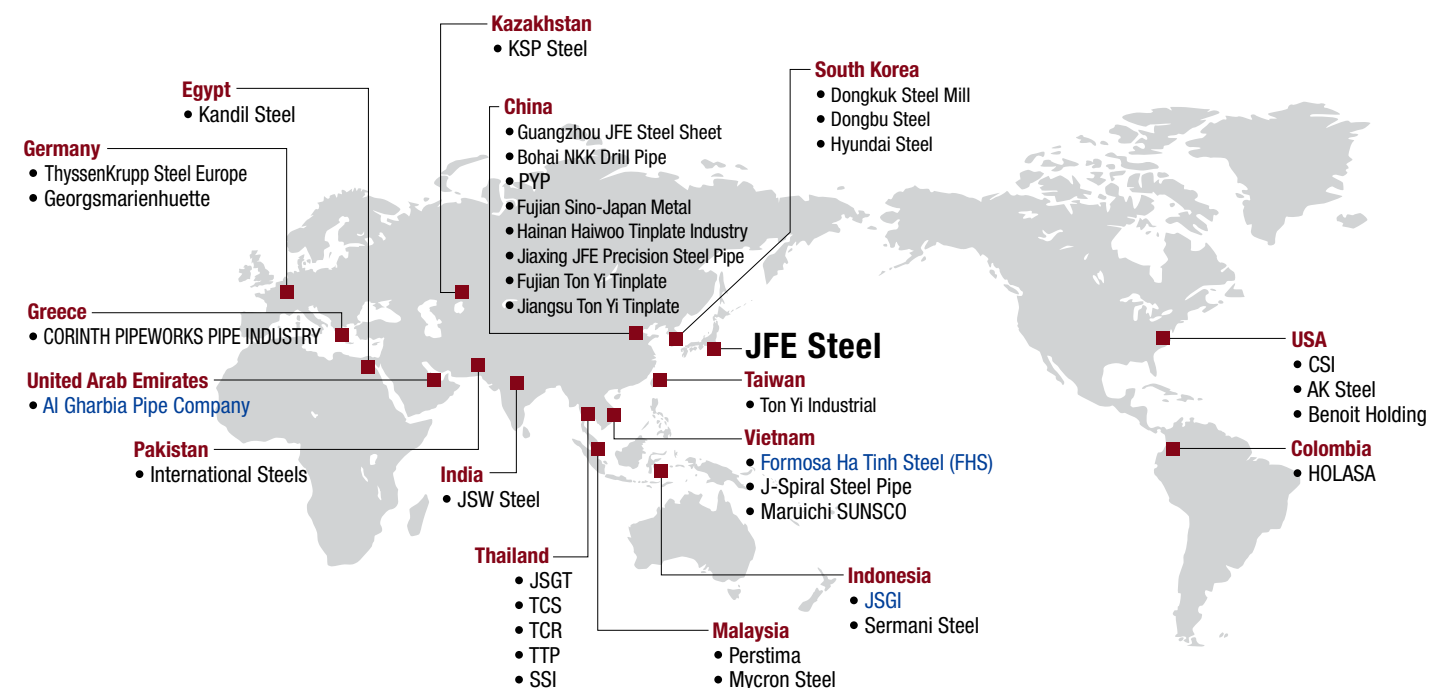 Kazakhstan
• KSP Steel
Egypt
• Kandil Steel
Germany
• ThyssenKrupp Steel Europe
• Georgsmarienhuette
Greece
• CORINTH PIPEWORKS PIPE INDUSTRY
United Arab Emirates
• Al Gharbia Pipe Company
Pakistan
• International Steels
India
• JSW Steel
China
• Guangzhou JFE Steel Sheet
• Bohai NKK Drill Pipe
• PYP
• Fujian Sino-Japan Metal
• Hainan Haiwoo Tinplate Industry
• Jiaxing JFE Precision Steel Pipe
• Fujian Ton Yi Tinplate
• Jiangsu Ton Yi Tinplate
South Korea
• Dongkuk Steel Mill
• Dongbu Steel
• Hyundai Steel
JFE Steel
Taiwan
• Ton Yi Industrial
Vietnam
• Formosa Ha Tinh Steel (FHS)
• J-Spiral Steel Pipe
• Maruichi SUNSCO
Thailand
• JSGT
• TCS
• TCR
• TTP
• SSI
Malaysia
• Perstima
• Mycron Steel
Indonesia
• JSGI
• Sermani Steel
USA
• CSI
• AK Steel
• Benoit Holding
Colombia
• HOLASA